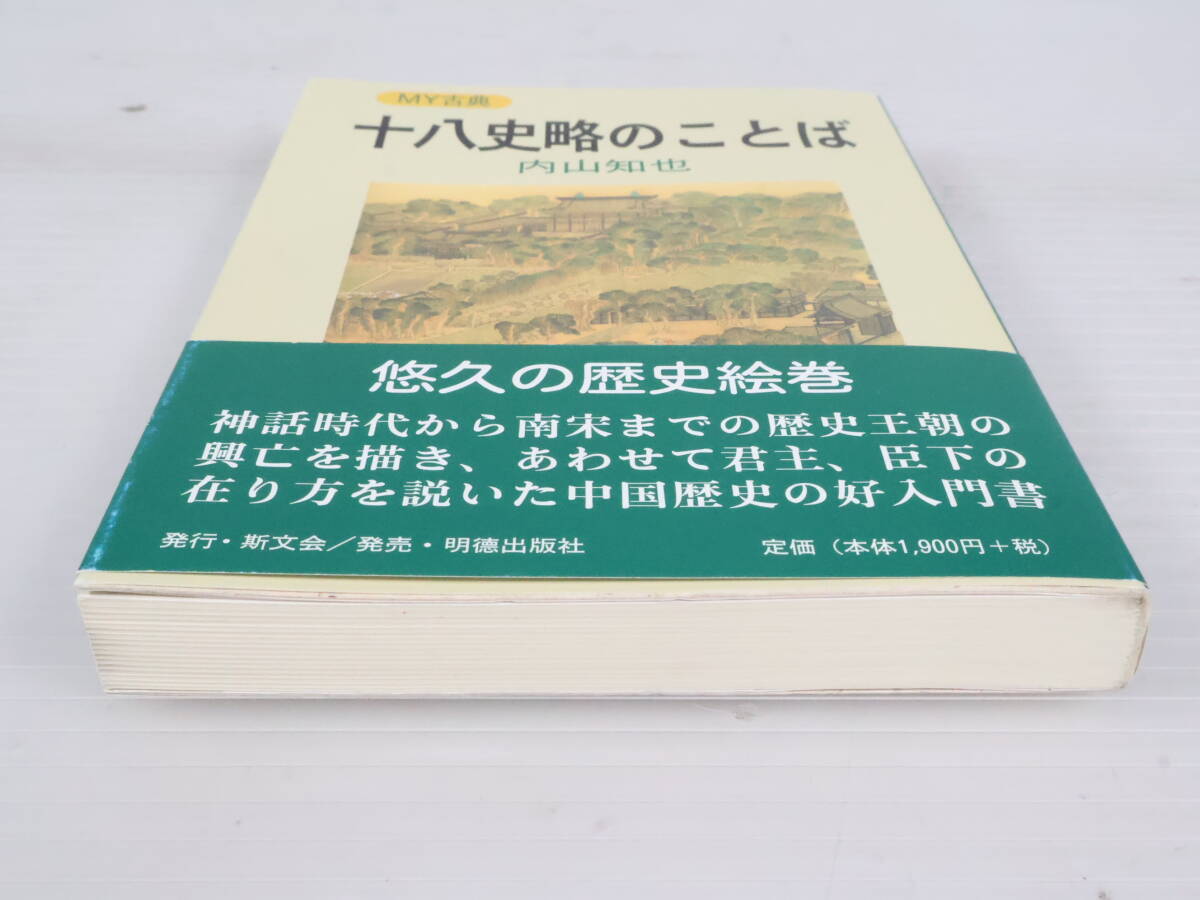 MY古典
十八史略のことば
内山知也
悠久の歴史絵巻
神話時代から南宋までの歴史王朝の
興亡を描き、あわせて君主、臣下の
在り方を説いた中国歴史の好入門書
発行・斯文会/発売・明徳出版社
定価(本体1,900円+税)